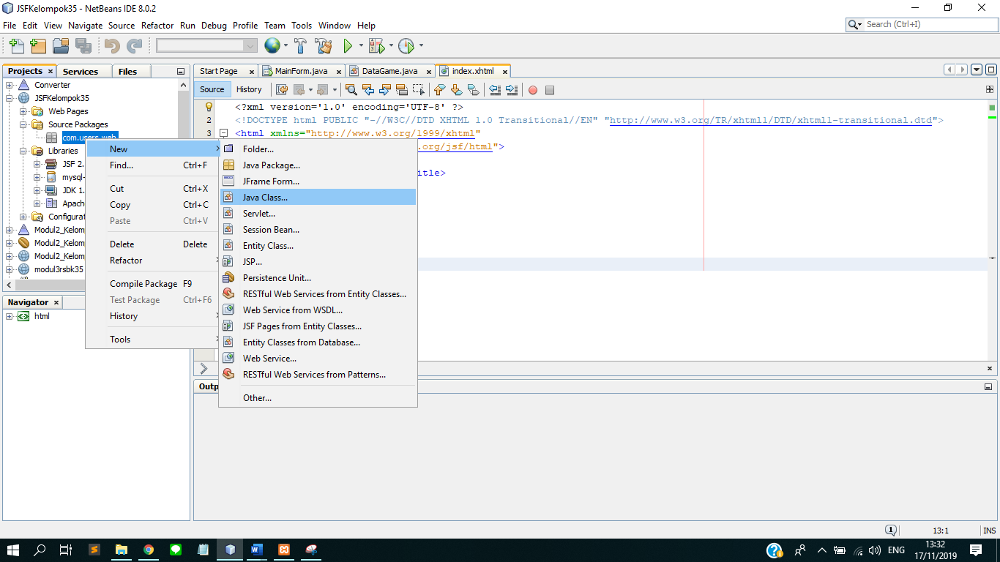 JSFKelompok35 - NetBeans IDE 8.0.2
File Edit View Navigate Source Refactor Run Debug Profile Team Tools Window Help
Search (Ctrl+I)
Projects Services Files
Converter
JSFKelompok35
Web Pages
Source Packages
com.users.web
Libraries
JSF 2.
mysql-
JDK 1.
Apach
Configurat
Modul2_Kelom
Modul2_Kelom
Modul2_Kelom
modul3rsbk35
Navigator
html
New
Find... Ctrl+F
Cut Ctrl+X
Copy Ctrl+C
Paste Ctrl+V
Delete Delete
Refactor
Compile Package F9
Test Package Ctrl+F6
History
Tools
Folder...
Java Package...
JFrame Form...
Java Class...
Servlet...
Session Bean...
Entity Class...
JSP...
Persistence Unit...
RESTful Web Services from Entity Classes...
Web Service from WSDL...
JSF Pages from Entity Classes...
Entity Classes from Database...
Web Service...
RESTful Web Services from Patterns...
Other...
Start Page MainForm.java DataGame.java index.xhtml
Source History
<?xml version='1.0' encoding='UTF-8' ?>
2 <!DOCTYPE html PUBLIC "-//W3C//DTD XHTML 1.0 Transitional//EN" "http://www.w3.org/TR/xhtml1/DTD/xhtml1-transitional.dtd">
3 <html xmlns="http://www.w3.org/1999/xhtml"
.org/jsf/html">
itle>
Outp
1
13:1 INS
ENG
13:32
17/11/2019